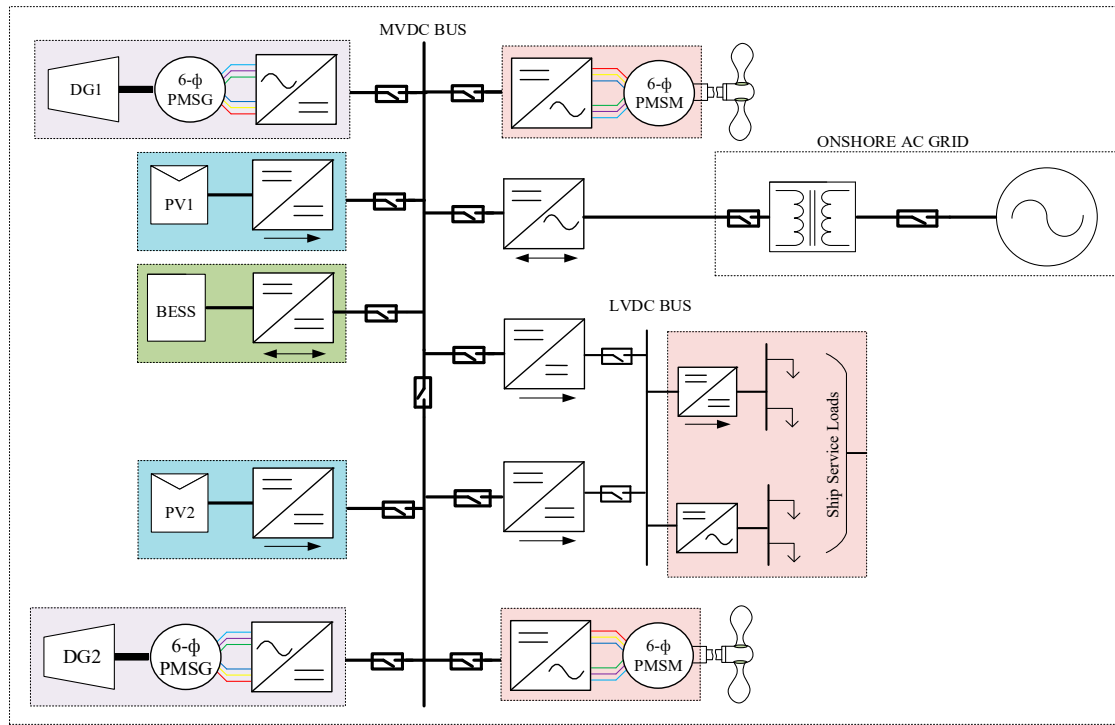 MVDC BUS
DG1
6-ϕ
PMSG
6-ϕ
PMSM
ONSHORE AC GRID
PV1
BESS
LVDC BUS
Ship Service Loads
PV2
DG2
6-ϕ
PMSG
6-ϕ
PMSM